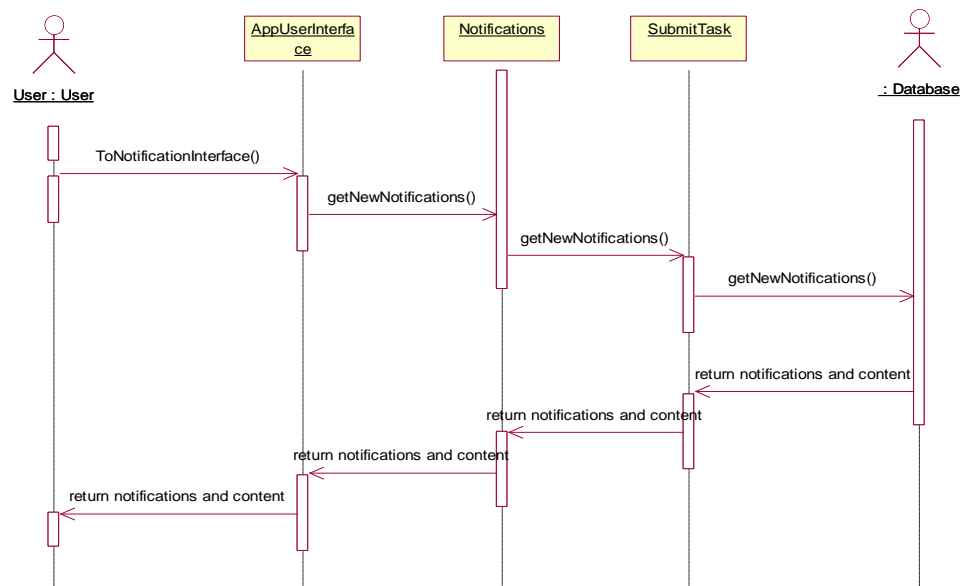 AppUserInterfa
ce
Notifications
SubmitTask
User : User
: Database
ToNotificationInterface()
getNewNotifications()
getNewNotifications()
getNewNotifications()
return notifications and content
return notifications and content
return notifications and content
return notifications and content